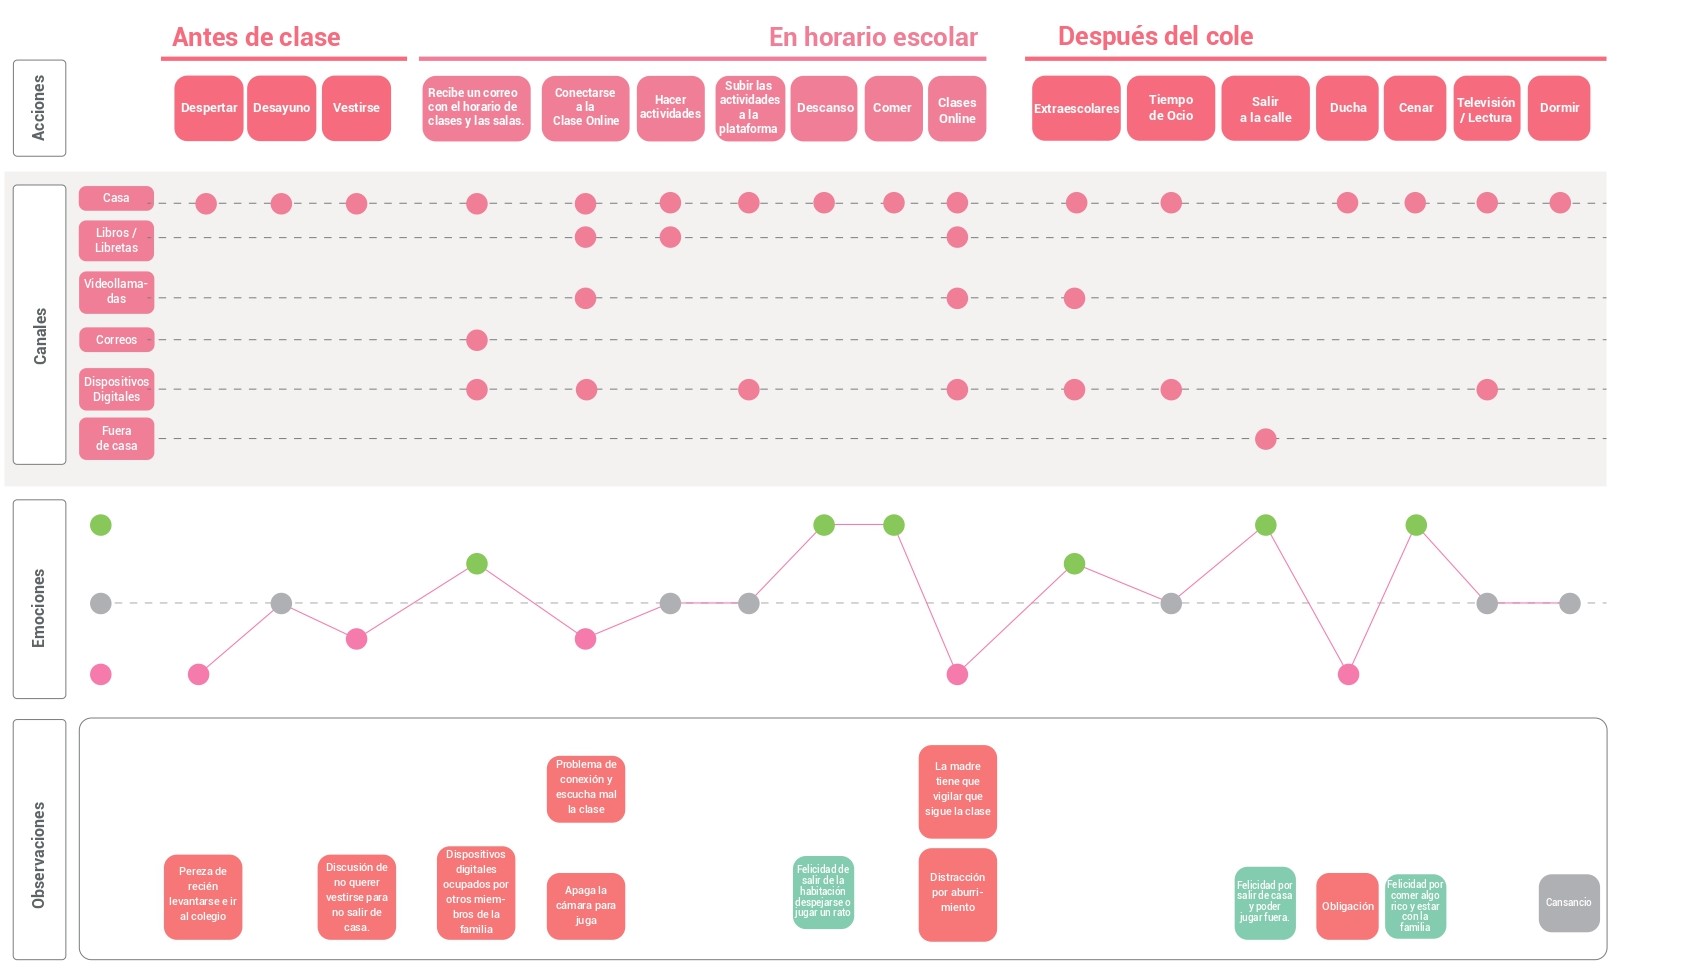 Antes de clase
En horario escolar
Después del cole
Acciones
Despertar
Desayuno
Vestirse
Recibe un correo
con el horario de
clases y las salas.
Conectarse
a la
Clase Online
Hacer
actividades
Subir las
actividades
a la
plataforma
Descanso
Comer
Clases
Online
Extraescolares
Tiempo
de Ocio
Salir
a la calle
Ducha
Cenar
Televisión
/ Lectura
Dormir
Canales
Casa
Libros /
Libretas
Videollama-
das
Correos
Dispositivos
Digitales
Fuera
de casa
Emociones
Observaciones
Pereza de
recién
levantarse e ir
al colegio
Discusión de
no querer
vestirse para
no salir de
casa.
Dispositivos
digitales
ocupados por
otros miem-
bros de la
familia
Problema de
conexión y
escucha mal
la clase
Apaga la
cámara para
juga
Felicidad de
salir de la
habitación
despejarse o
jugar un rato
La madre
tiene que
vigilar que
sigue la clase
Distracción
por aburri-
miento
Felicidad por
salir de casa
y poder
jugar fuera.
Obligación
Felicidad por
comer algo
rico y estar
con la
familia
Cansancio